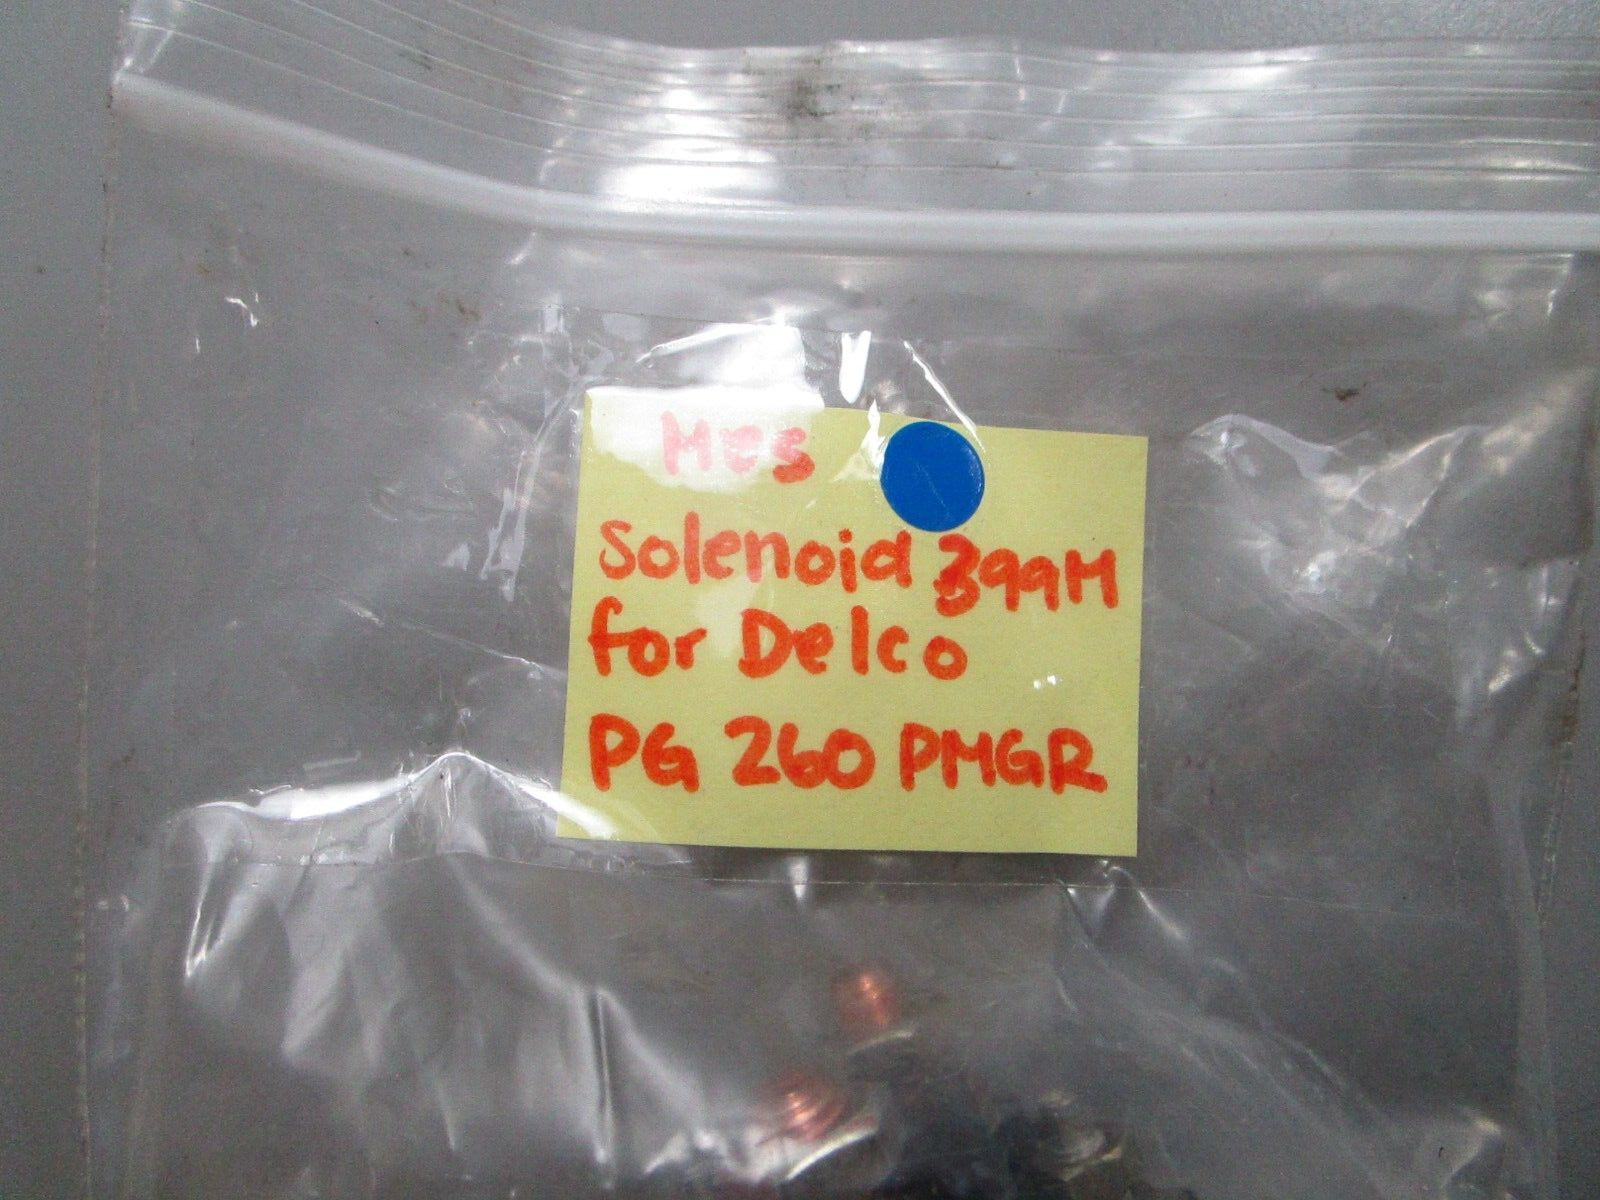 Mes
Solenoid 399M
for Delco
PG 260 PMGR